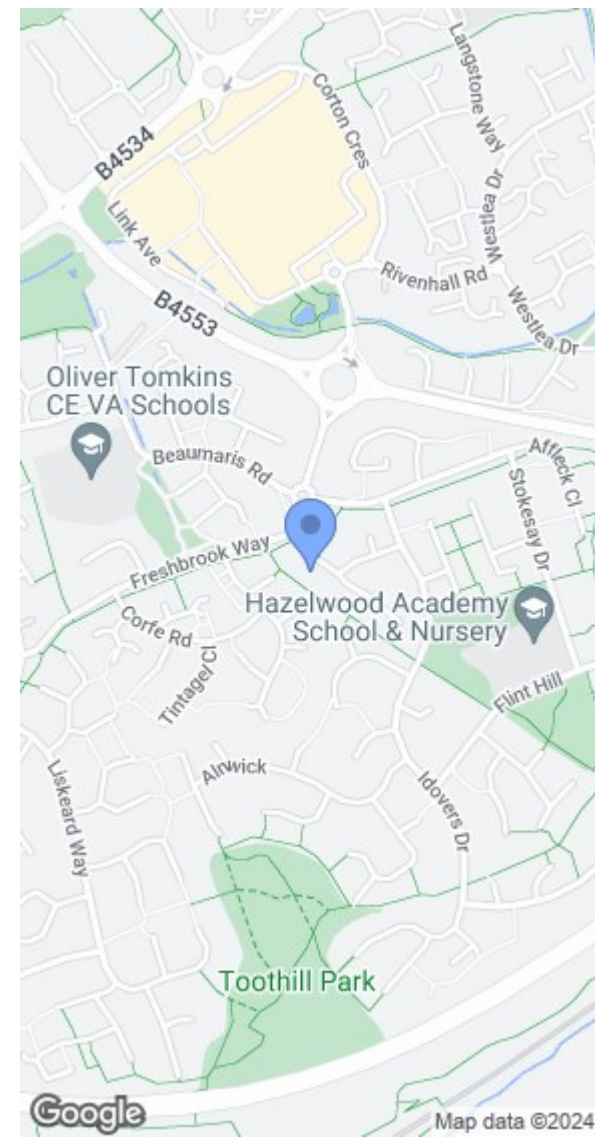 Langstone Way
Corton Cres
B4534
Westlea Dr
Link Ave
Rivenhall Rd
Westlea Dr
B4553
Oliver Tomkins
CE VA Schools
Beaumaris Rd
Affleck Cl
Stokesay Dr
Freshbrook Way
Hazelwood Academy
School & Nursery
Corfe Rd
Tintagel Cl
Flint Hill
Alnwick
Liskeard Way
Idovers Dr
Toothill Park
Google
Map data ©2024